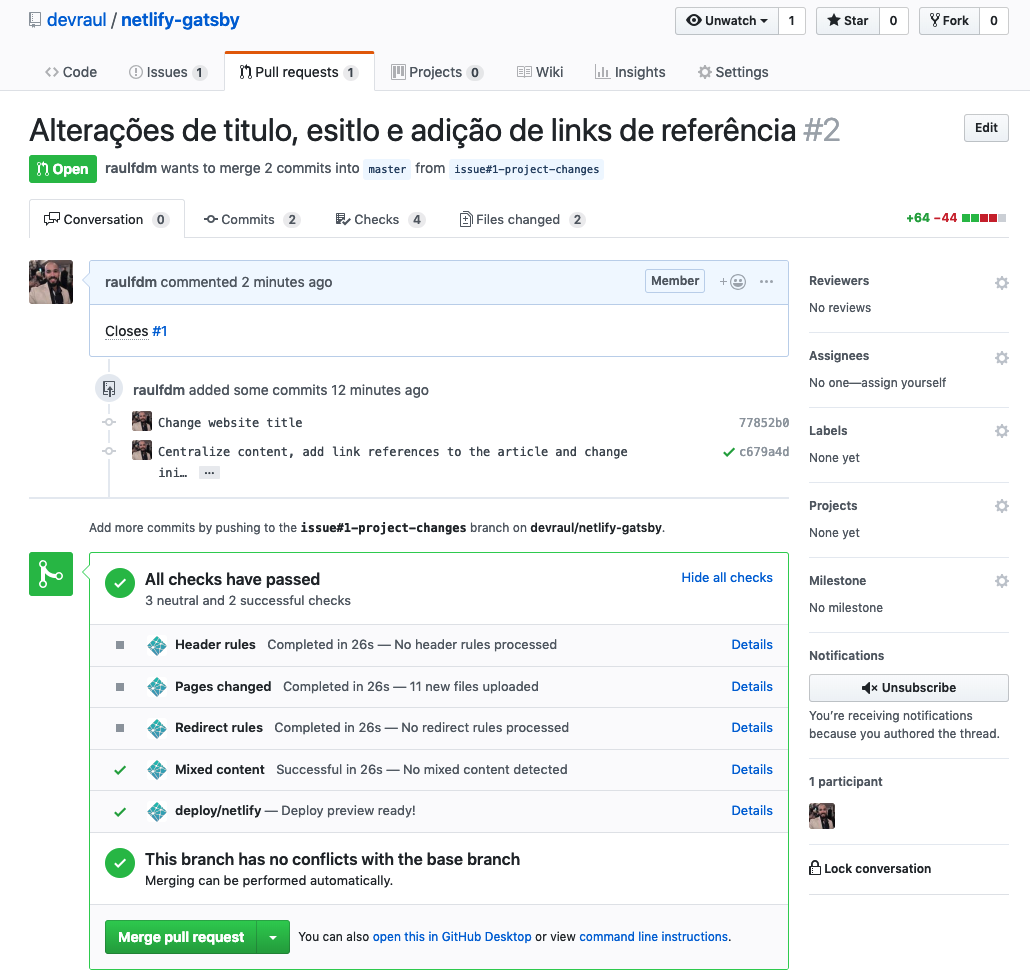 devraul / netlify-gatsby
Unwatch 1 Star 0 Fork 0
Code Issues 1 Pull requests 1 Projects 0 Wiki Insights Settings
Alterações de titulo, esitlo e adição de links de referência #2
Edit
Open raulfdm wants to merge 2 commits into master from issue#1-project-changes
Conversation 0 Commits 2 Checks 4 Files changed 2
+64 −44
raulfdm commented 2 minutes ago Member
Closes #1
raulfdm added some commits 12 minutes ago
Change website title 77852b0
Centralize content, add link references to the article and change c679a4d
ini… …
Add more commits by pushing to the issue#1-project-changes branch on devraul/netlify-gatsby.
All checks have passed
Hide all checks
3 neutral and 2 successful checks
Header rules Completed in 26s — No header rules processed Details
Pages changed Completed in 26s — 11 new files uploaded Details
Redirect rules Completed in 26s — No redirect rules processed Details
Mixed content Successful in 26s — No mixed content detected Details
deploy/netlify — Deploy preview ready! Details
This branch has no conflicts with the base branch
Merging can be performed automatically.
Merge pull request You can also open this in GitHub Desktop or view command line instructions.
Reviewers
No reviews
Assignees
No one—assign yourself
Labels
None yet
Projects
None yet
Milestone
No milestone
Notifications
Unsubscribe
You're receiving notifications
because you authored the thread.
1 participant
Lock conversation